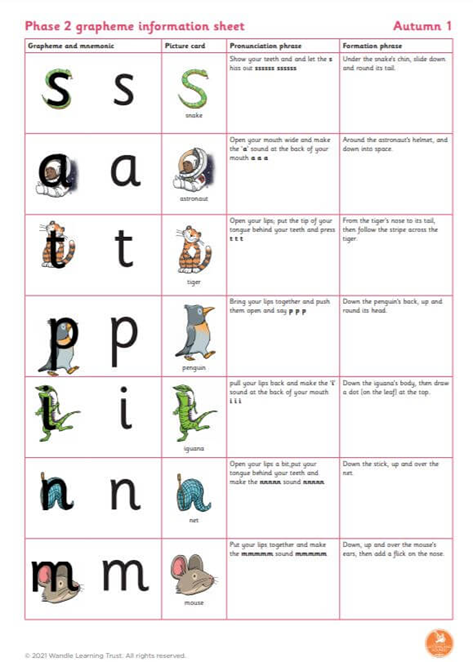 Phase 2 grapheme information sheet Autumn 1
Grapheme and mnemonic Picture card Pronunciation phrase Formation phrase
s s
snake
Show your teeth and and let the s
hiss out ssssss ssssss
Under the snake's chin, slide down
and round its tail.
a a
astronaut
Open your mouth wide and make
the 'a' sound at the back of your
mouth a a a
Around the astronaut's helmet, and
down into space.
t t
tiger
Open your lips; put the tip of your
tongue behind your teeth and press
t t t
From the tiger's nose to its tail,
then follow the stripe across the
tiger.
p p
penguin
Bring your lips together and push
them open and say p p p
Down the penguin's back, up and
round its head.
i i
iguana
pull your lips back and make the 'i'
sound at the back of your mouth
i i i
Down the iguana's body, then draw
a dot (on the leaf) at the top.
n n
net
Open your lips a bit,put your
tongue behind your teeth and
make the nnnnn sound nnnnn
Down the stick, up and over the
net.
m m
mouse
Put your lips together and make
the mmmmm sound mmmmm
Down, up and over the mouse's
ears, then add a flick on the nose.
© 2021 Wandle Learning Trust. All rights reserved.